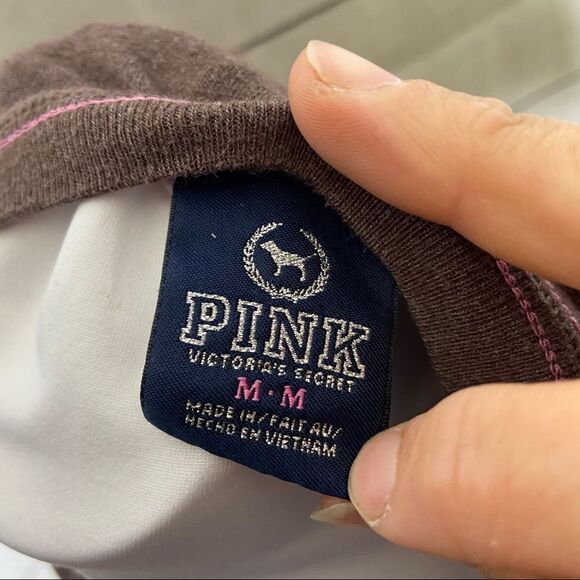 PINK
VICTORIA'S SECRET
M·M
MADE IN/FAIT AU/
HECHO EN VIETNAM